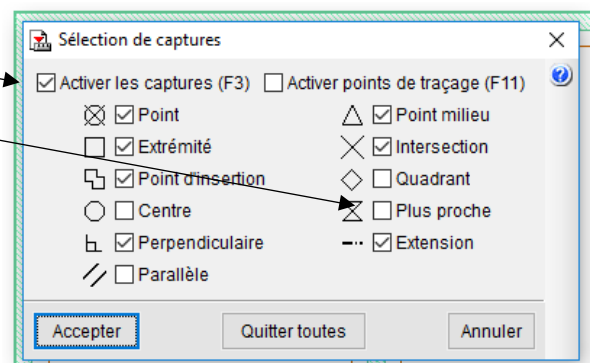 Sélection de captures
Activer les captures (F3) Activer points de traçage (F11)
Point Point milieu
Extrémité Intersection
Point d'insertion Quadrant
Centre Plus proche
Perpendiculaire Extension
Parallèle
Accepter Quitter toutes Annuler